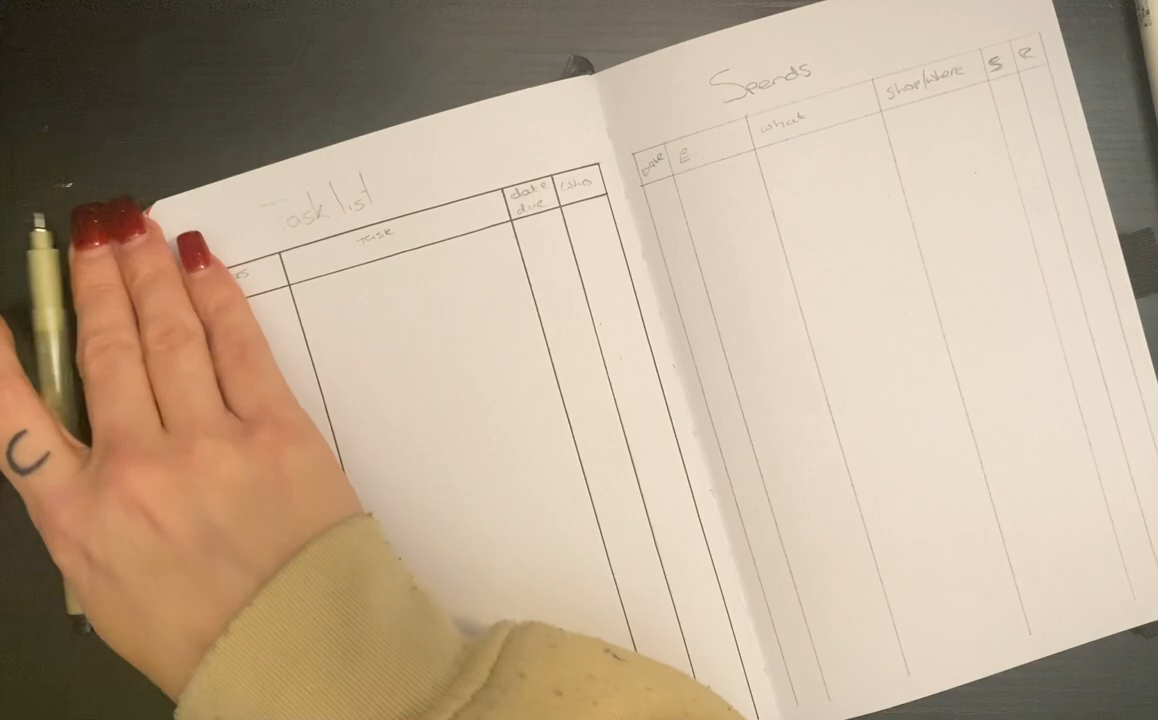 Task list
Task
date
due
Who
Spends
Date
£
what
shop/where
S
R
C